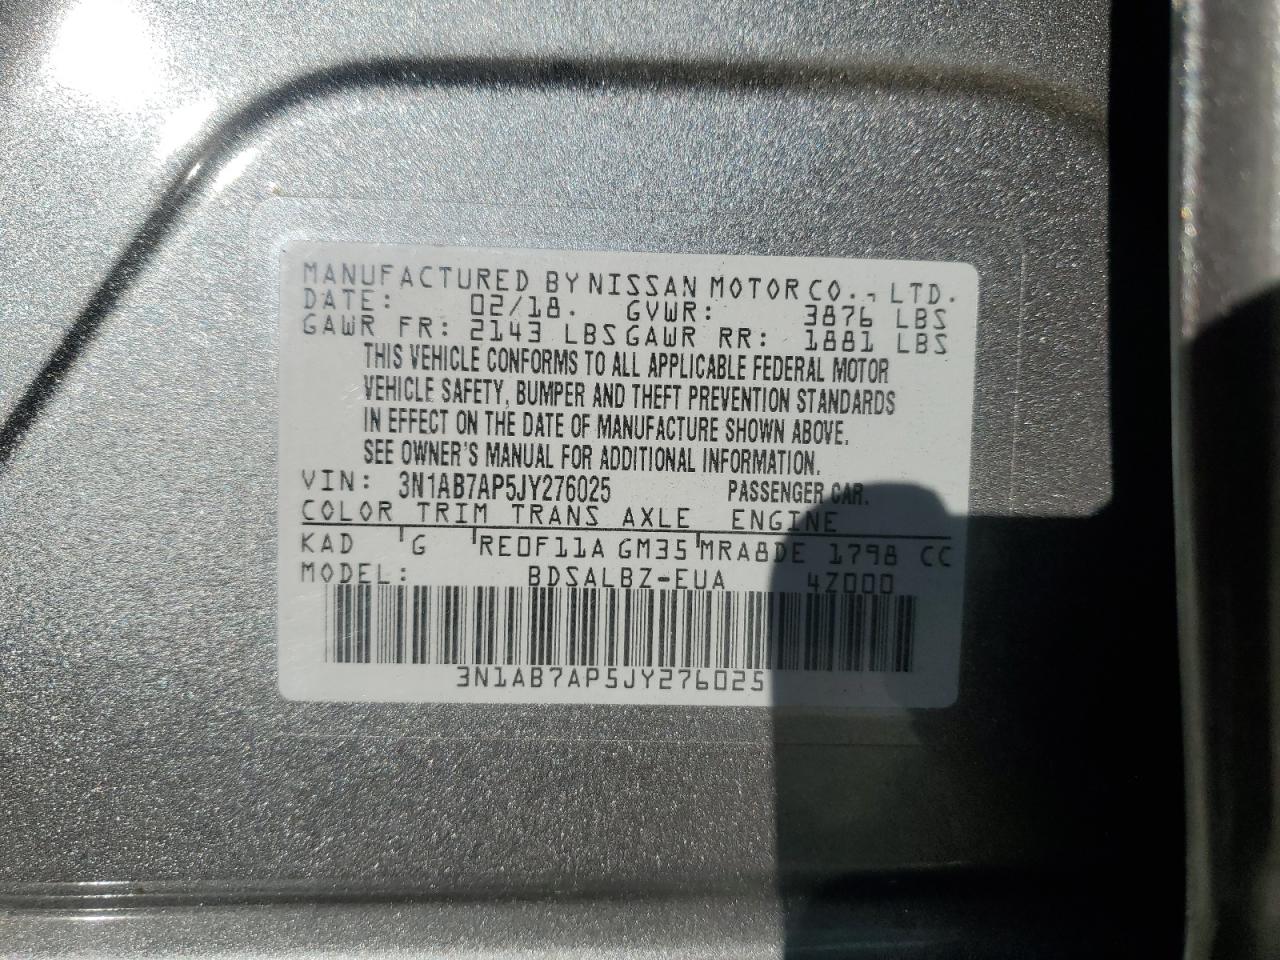 MANUFACTURED BY NISSAN MOTOR CO., LTD.
DATE: 02/18. GVWR: 3876 LBS
GAWR FR: 2143 LBS GAWR RR: 1881 LBS
THIS VEHICLE CONFORMS TO ALL APPLICABLE FEDERAL MOTOR
VEHICLE SAFETY, BUMPER AND THEFT PREVENTION STANDARDS
IN EFFECT ON THE DATE OF MANUFACTURE SHOWN ABOVE.
SEE OWNER'S MANUAL FOR ADDITIONAL INFORMATION.
VIN: 3N1AB7AP5JY276025 PASSENGER CAR.
COLOR TRIM TRANS AXLE ENGINE
KAD G RE0F11A GM35 MRA8DE 1798 CC
MODEL: BDSALBZ-EUA 4Z000
3N1AB7AP5JY276025